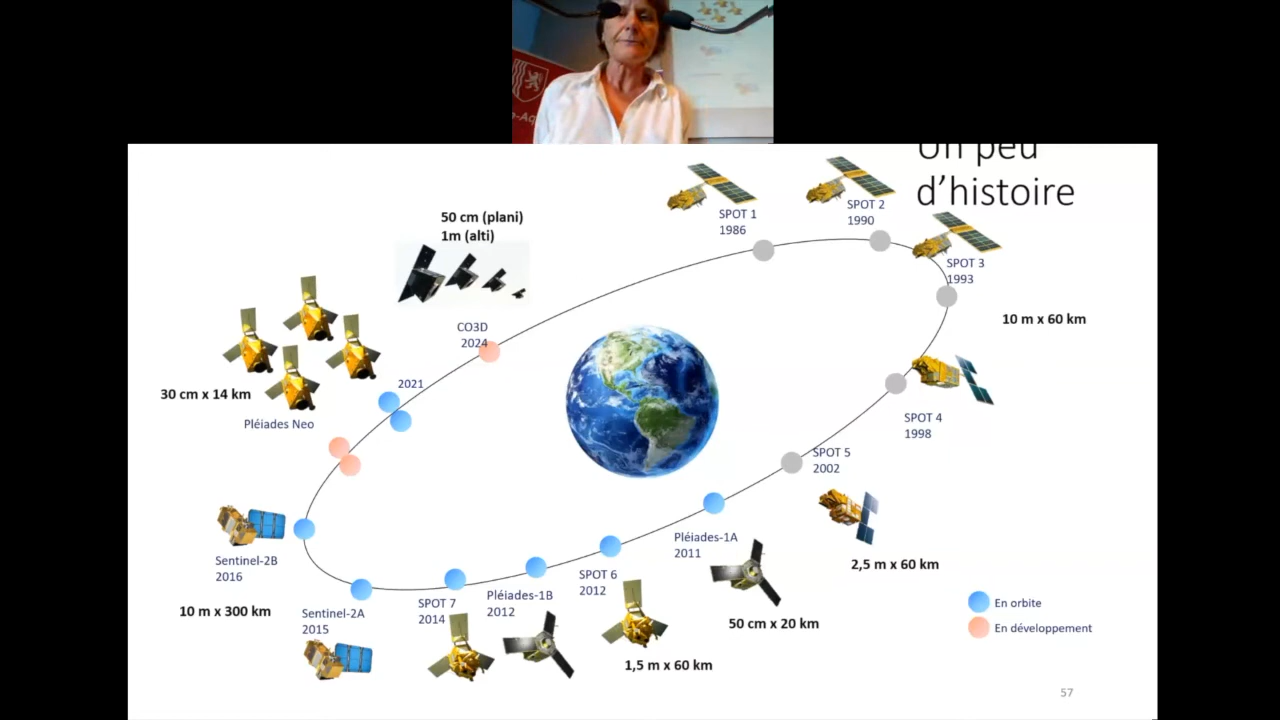 Un peu
d’histoire
SPOT 1
1986
SPOT 2
1990
SPOT 3
1993
10 m x 60 km
SPOT 4
1998
SPOT 5
2002
2,5 m x 60 km
Pléiades-1A
2011
50 cm x 20 km
SPOT 6
2012
1,5 m x 60 km
Pléiades-1B
2012
SPOT 7
2014
Sentinel-2A
2015
Sentinel-2B
2016
10 m x 300 km
2021
Pléiades Neo
30 cm x 14 km
CO3D
2024
50 cm (plani)
1m (alti)
En orbite
En développement
57